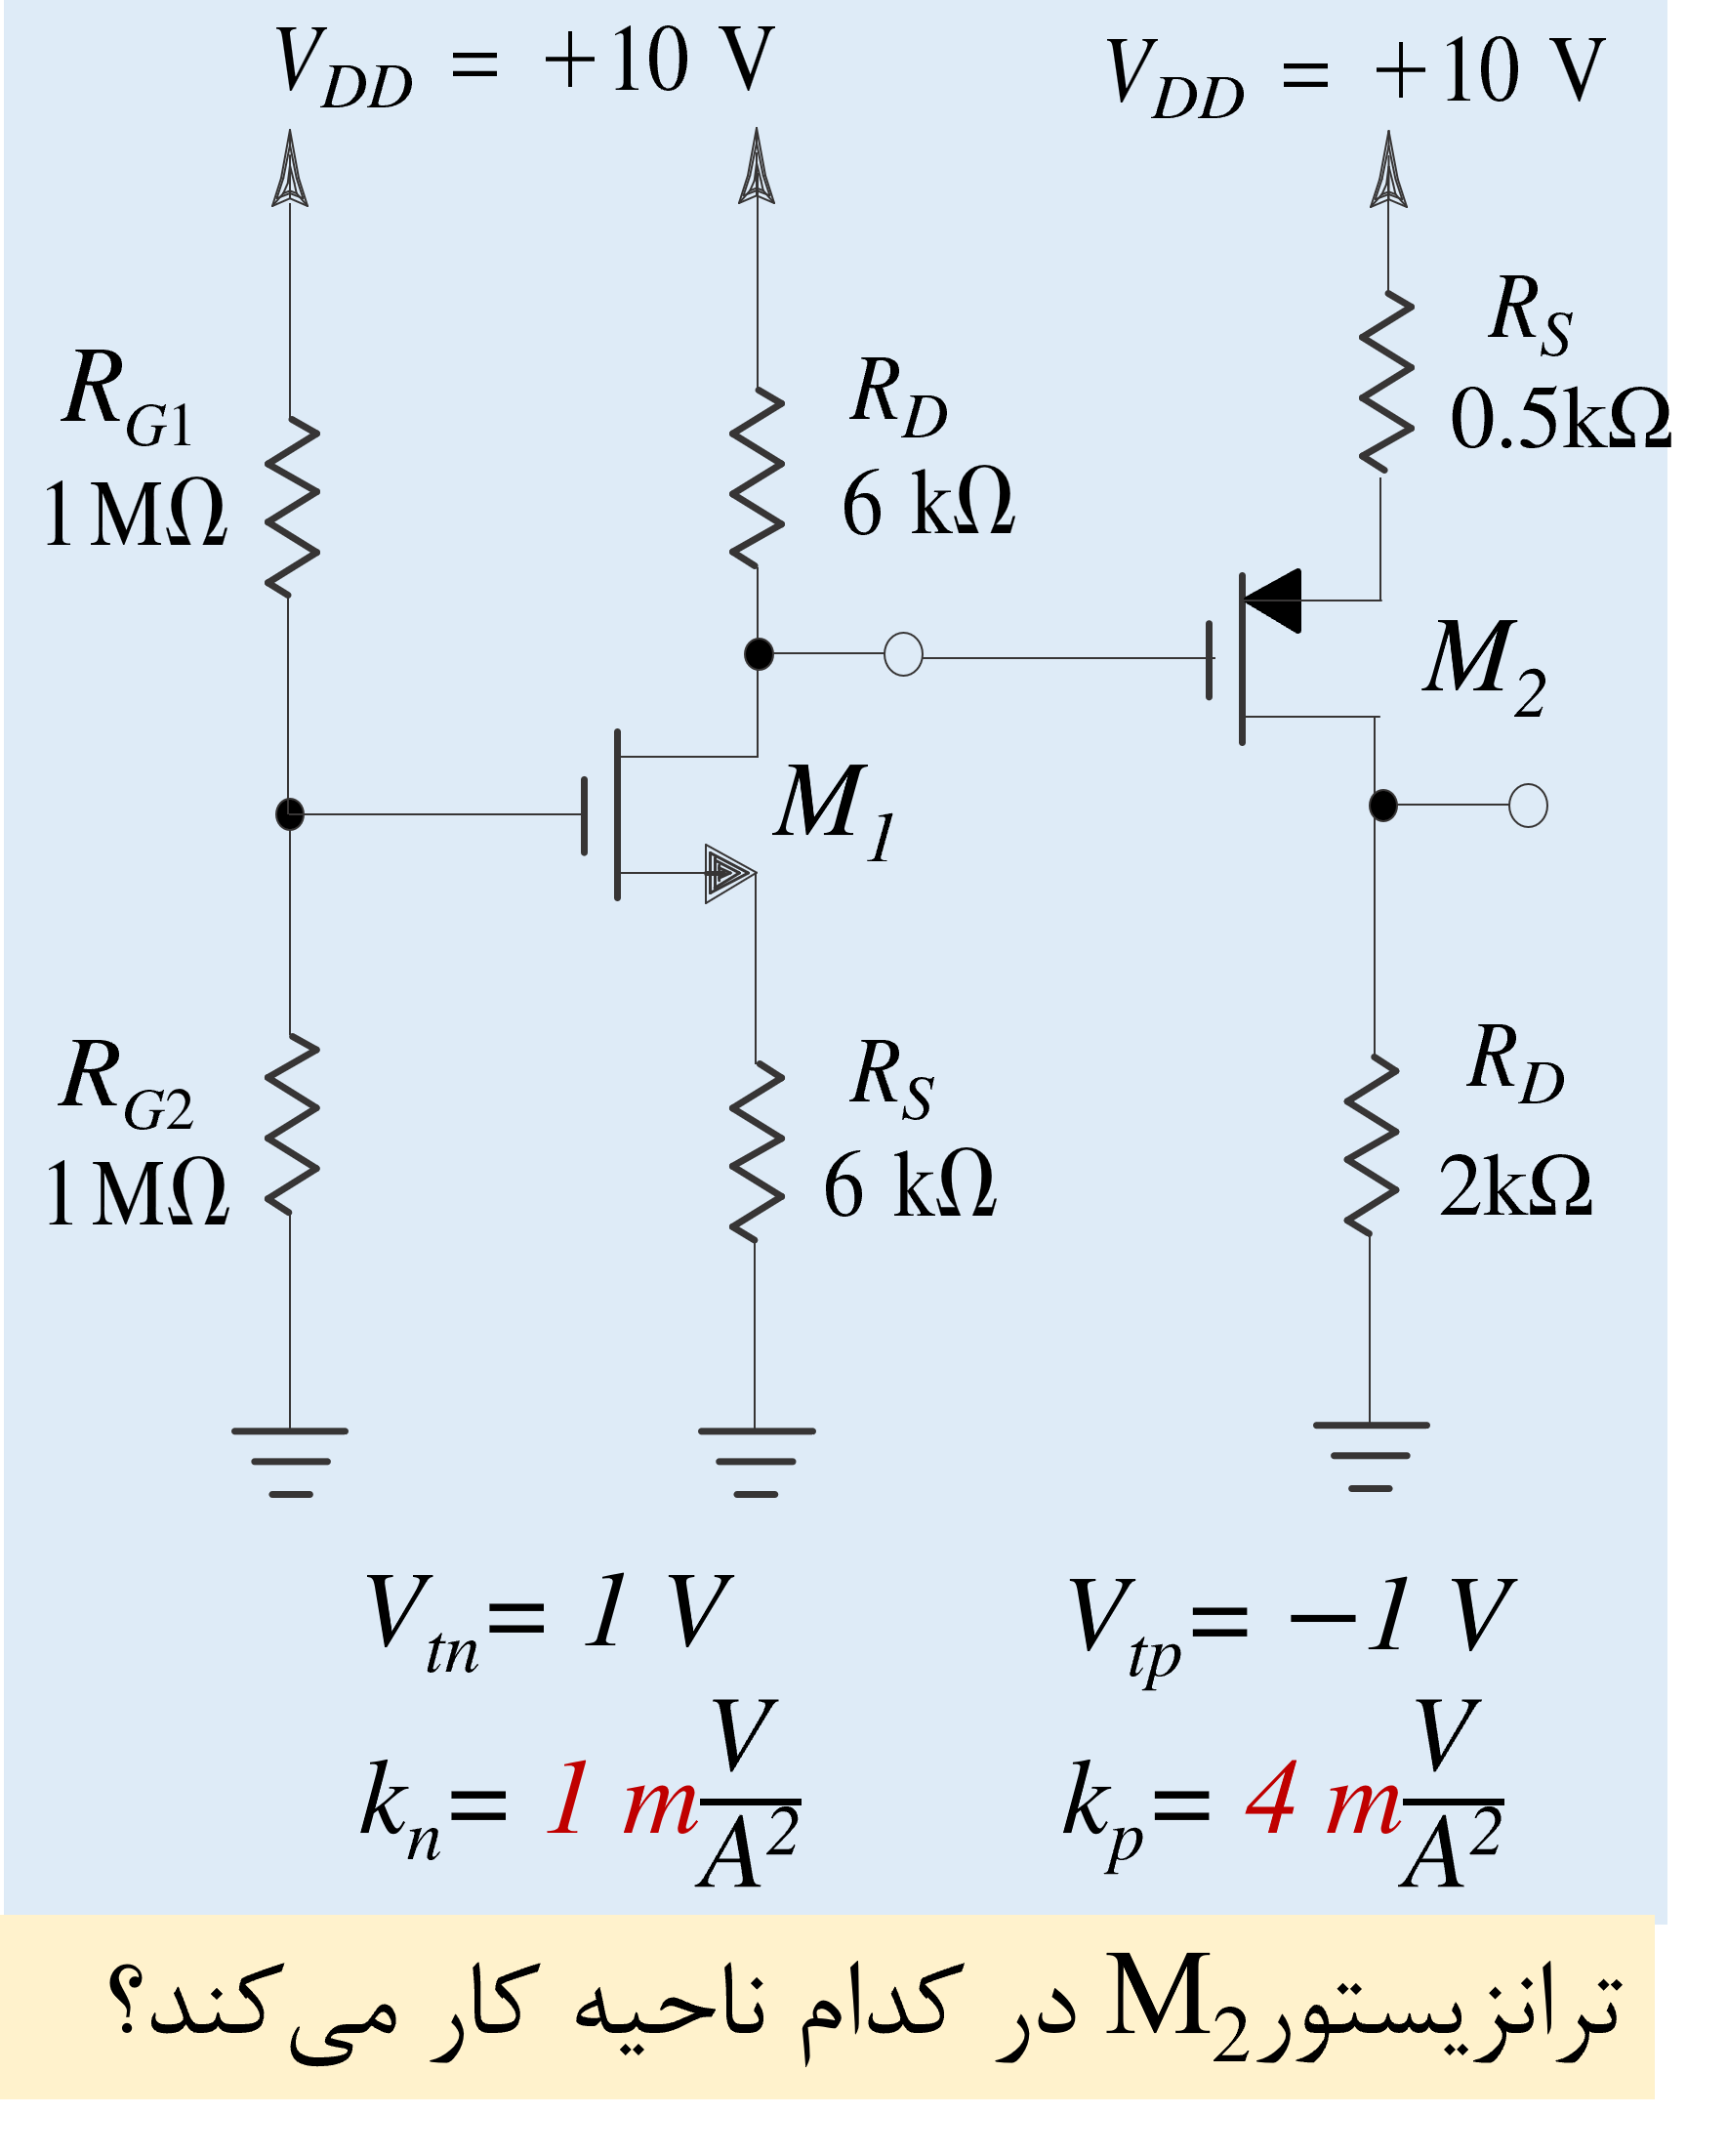 V_DD = +10 V
V_DD = +10 V
R_G1
1 MΩ
R_D
6 kΩ
R_S
0.5kΩ
M_1
M_2
R_G2
1 MΩ
R_S
6 kΩ
R_D
2kΩ
V_tn= 1 V
V_tp= −1 V
k_n= 1 m V/A²
k_p= 4 m V/A²
ترانزیستور M₂ در کدام ناحیه کار می‌کند؟